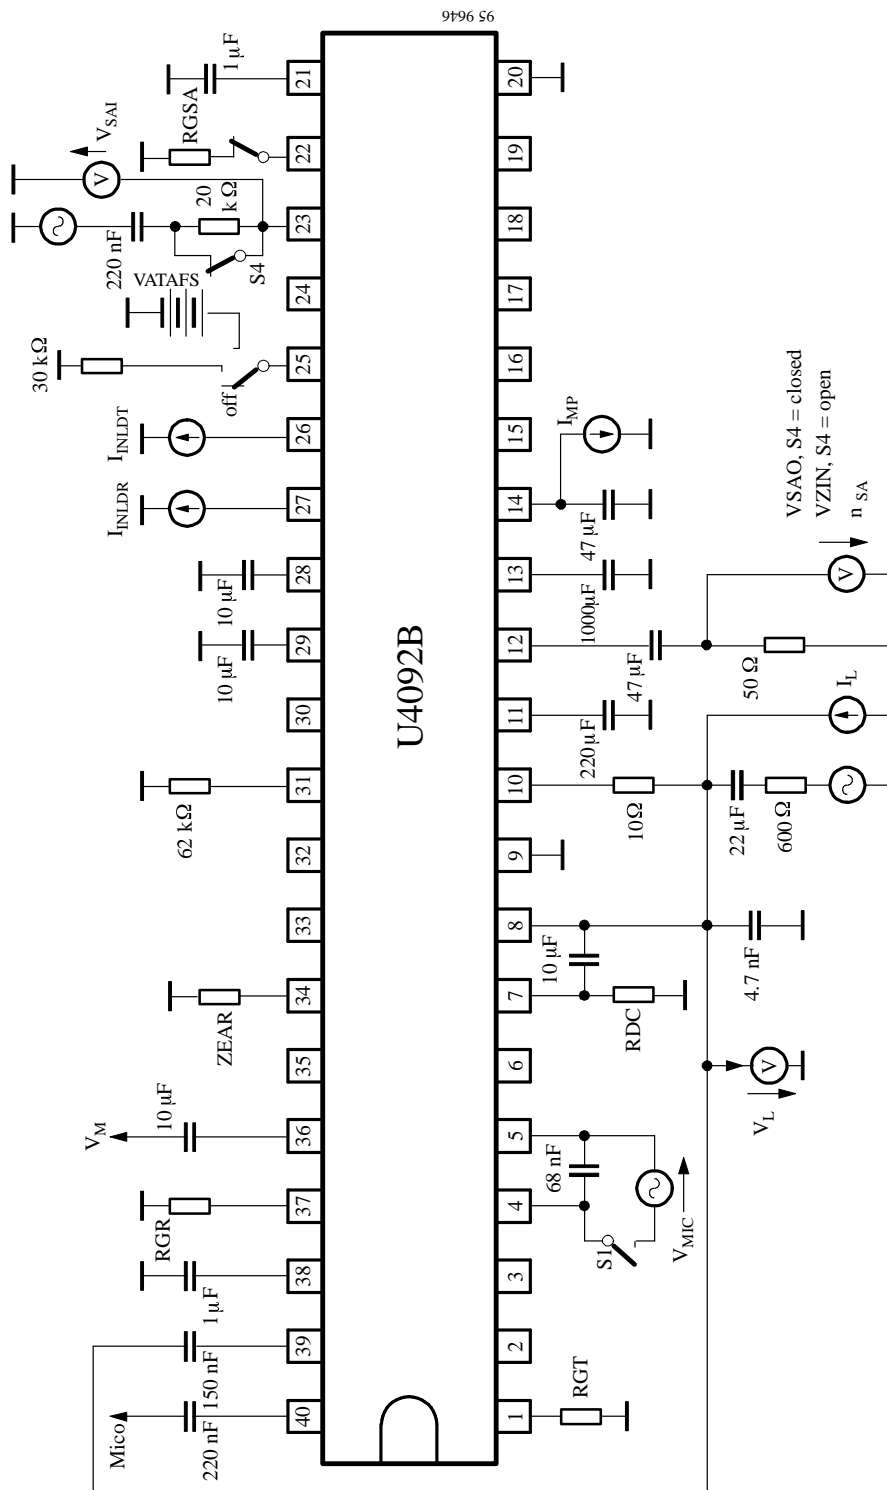 95 9646
21
1 µF
20
22
RGSA
19
23
20
kΩ
V
V_SAI
220 nF
S4
18
24
VATAFS
17
25
30 kΩ
off
16
26
I_INLDT
15
I_MP
27
I_INLDR
14
47 µF
28
10 µF
13
1000µF
VSAO, S4 = closed
VZIN, S4 = open
n_SA
V
29
10 µF
12
47 µF
50 Ω
30
U4092B
11
220 µF
I_L
31
62 kΩ
10
10Ω
22 µF
600 Ω
32
9
33
8
10 µF
4.7 nF
34
ZEAR
7
RDC
35
6
V
V_L
36
10 µF
V_M
5
68 nF
37
RGR
4
S1
V_MIC
38
1 µF
3
39
150 nF
2
40
220 nF
Mico
1
RGT